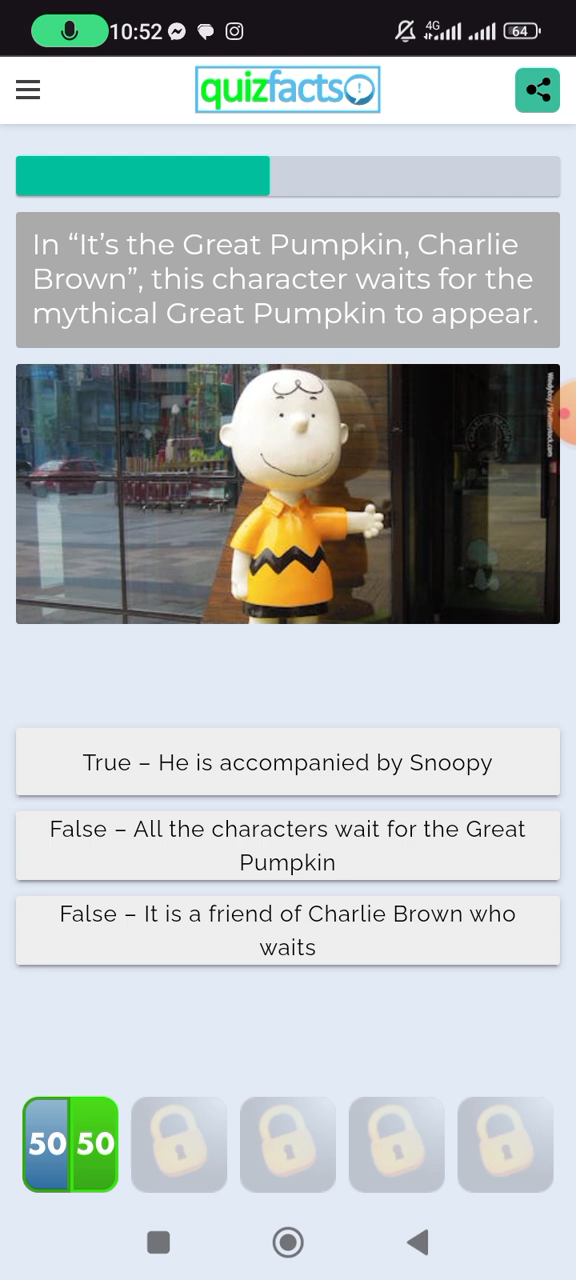 10:52
4G
64
quizfacts!
In “It’s the Great Pumpkin, Charlie
Brown”, this character waits for the
mythical Great Pumpkin to appear.
True – He is accompanied by Snoopy
False – All the characters wait for the Great
Pumpkin
False – It is a friend of Charlie Brown who
waits
50 50